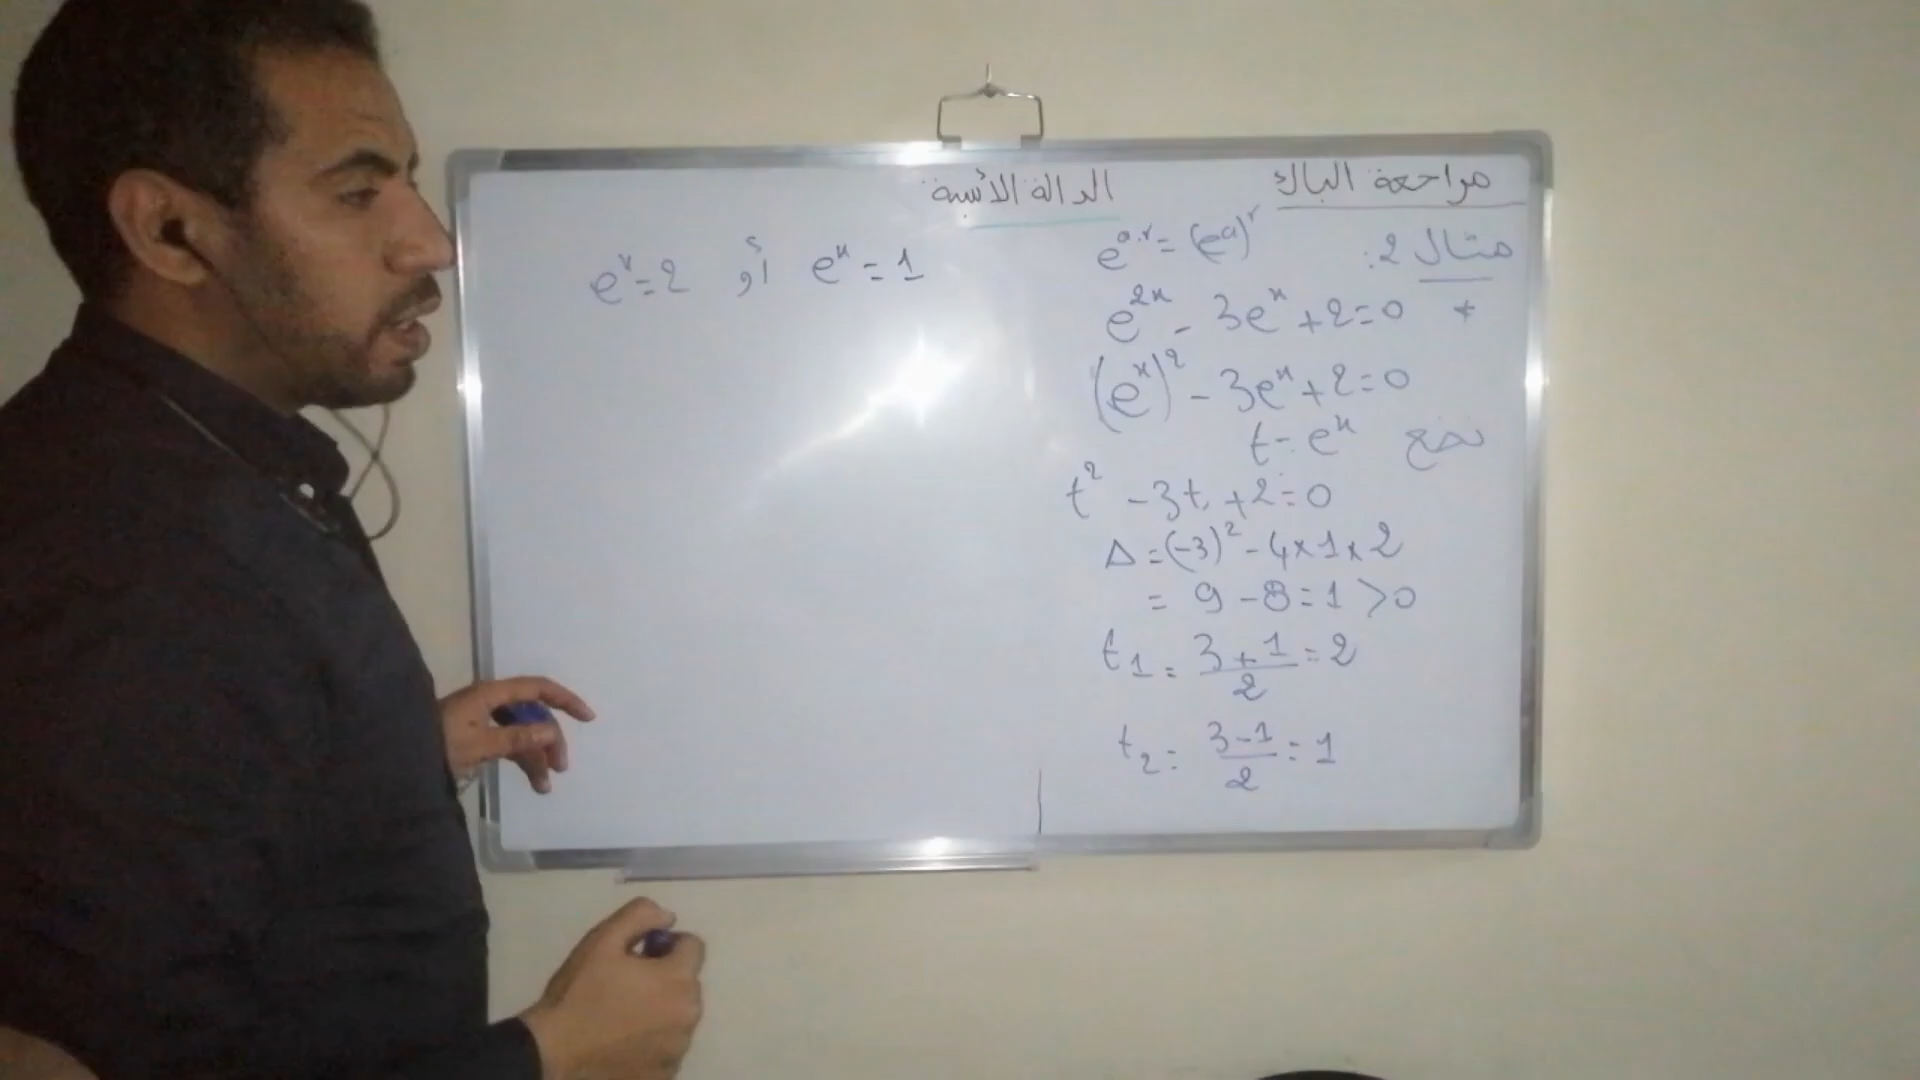 مراجعة الباك
الدالة الأسية
مثال 2:
e^{a.r} = (e^a)^r
* e^{2x} - 3e^x + 2 = 0
(e^x)^2 - 3e^x + 2 = 0
نضع t = e^x
t^2 - 3t + 2 = 0
Δ = (-3)^2 - 4×1×2
= 9 - 8 = 1 > 0
t_1 = \frac{3+1}{2} = 2
t_2 = \frac{3-1}{2} = 1
e^x = 1 أو e^x = 2